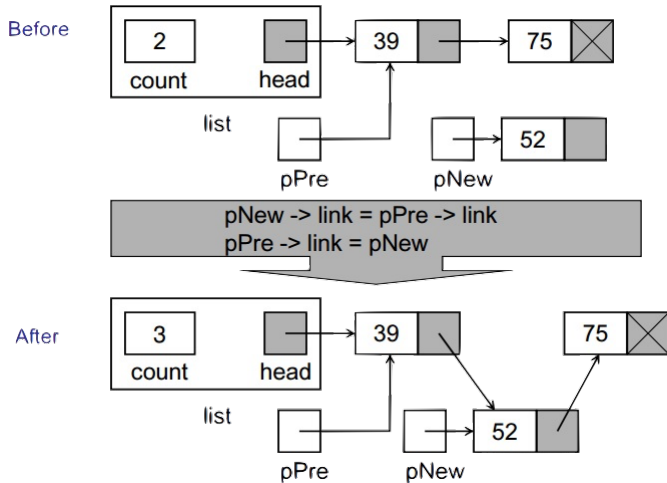 Before
2
39
75
count
head
list
52
pPre
pNew
pNew -> link = pPre -> link
pPre -> link = pNew
After
3
39
75
count
head
list
52
pPre
pNew